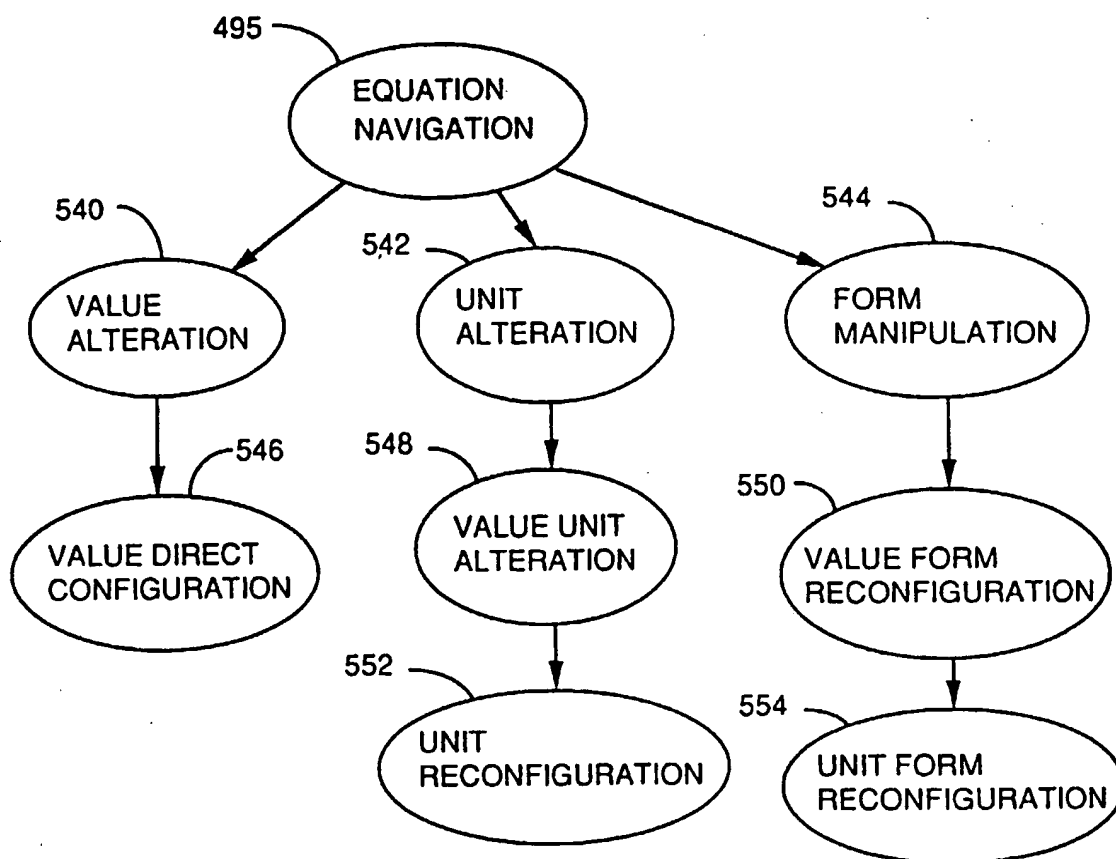 495
EQUATION
NAVIGATION
540
VALUE
ALTERATION
542
UNIT
ALTERATION
544
FORM
MANIPULATION
546
VALUE DIRECT
CONFIGURATION
548
VALUE UNIT
ALTERATION
550
VALUE FORM
RECONFIGURATION
552
UNIT
RECONFIGURATION
554
UNIT FORM
RECONFIGURATION